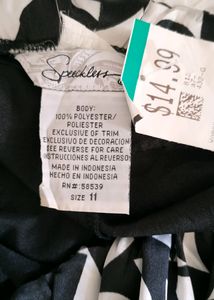 Speechless
BODY:
100% POLYESTER/
POLIESTER
EXCLUSIVE OF TRIM
EXCLUSIVO DE DECORACION
SEE REVERSE FOR CARE
INSTRUCCIONES AL REVERSO
MADE IN INDONESIA
HECHO EN INDONESIA
RN#: 58539
SIZE 11
$14.99